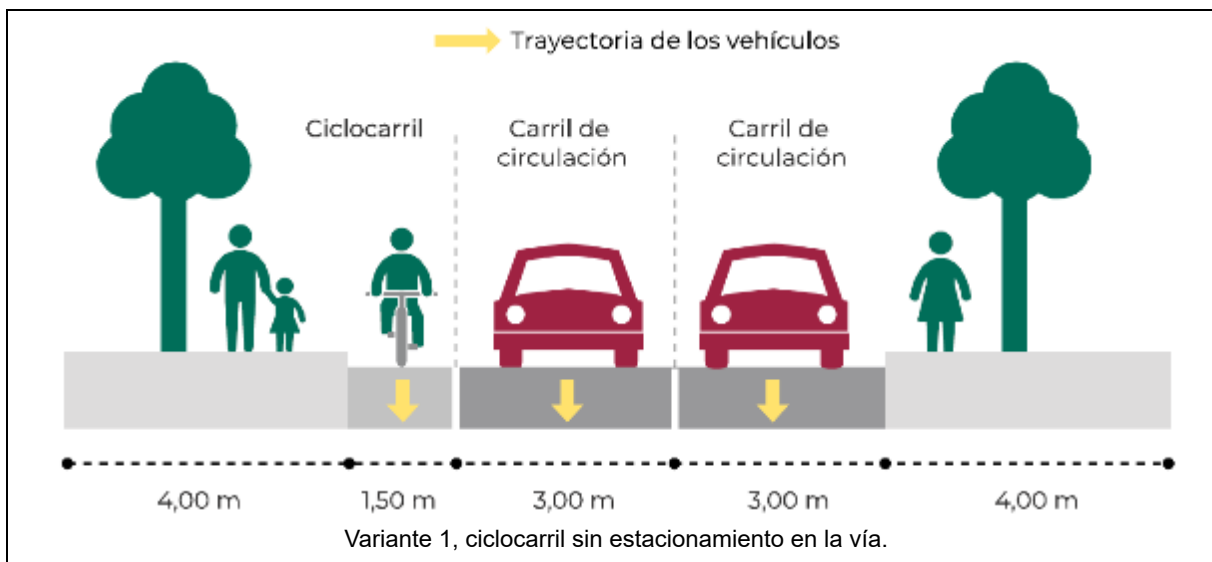 Trayectoria de los vehículos
Ciclocarril
Carril de
circulación
Carril de
circulación
4,00 m
1,50 m
3,00 m
3,00 m
4,00 m
Variante 1, ciclocarril sin estacionamiento en la vía.